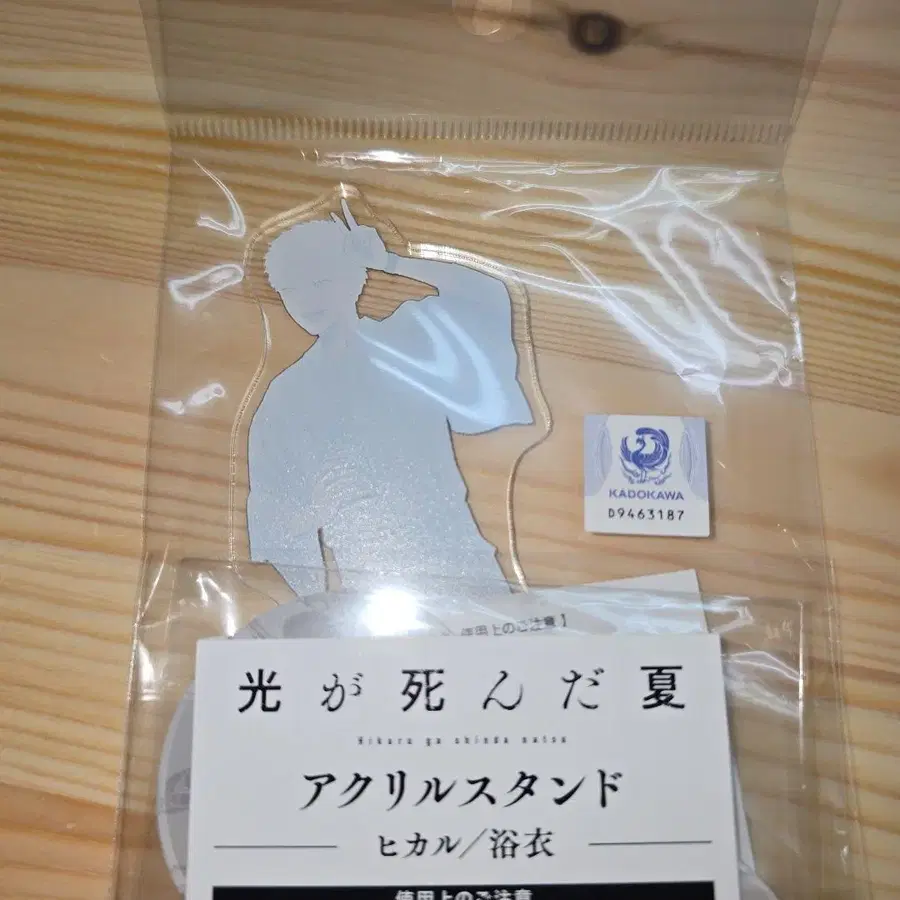 KADOKAWA
D9463187
使用上のご注意】
光が死んだ夏
Hikaru ga shinda natsu
アクリルスタンド
ヒカル/浴衣
使用上のご注意